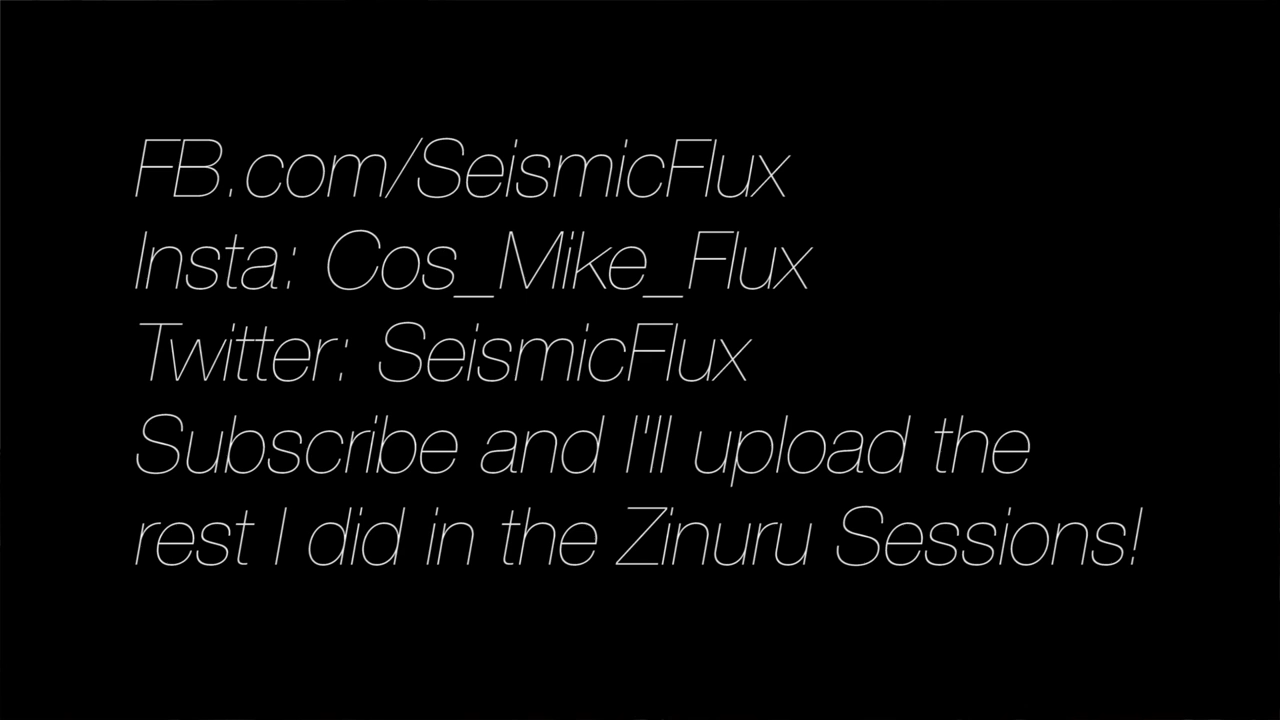 FB.com/SeismicFlux
Insta: Cos_Mike_Flux
Twitter: SeismicFlux
Subscribe and I'll upload the
rest I did in the Zinuru Sessions!